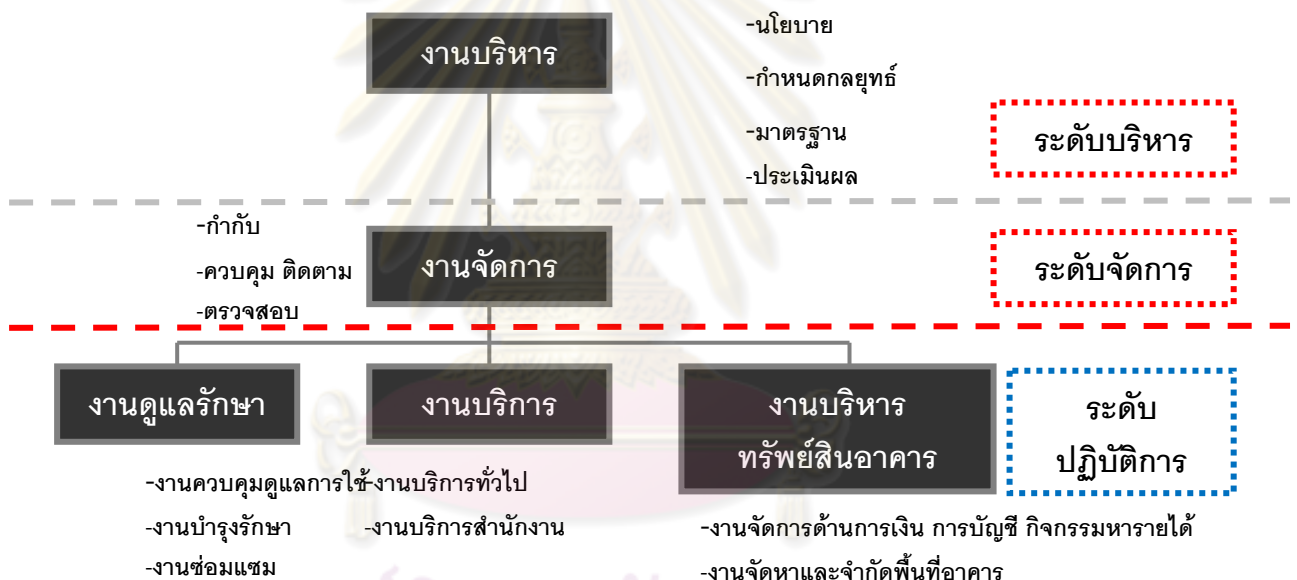 งานบริหาร
-นโยบาย
-กำหนดกลยุทธ์
-มาตรฐาน
-ประเมินผล
ระดับบริหาร
-กำกับ
-ควบคุม ติดตาม
-ตรวจสอบ
งานจัดการ
ระดับจัดการ
งานดูแลรักษา
งานบริการ
งานบริหาร
ทรัพย์สินอาคาร
ระดับ
ปฏิบัติการ
-งานควบคุมดูแลการใช้
-งานบำรุงรักษา
-งานซ่อมแซม
-งานบริการทั่วไป
-งานบริการสำนักงาน
-งานจัดการด้านการเงิน การบัญชี กิจกรรมหารายได้
-งานจัดหาและจำกัดพื้นที่อาคาร